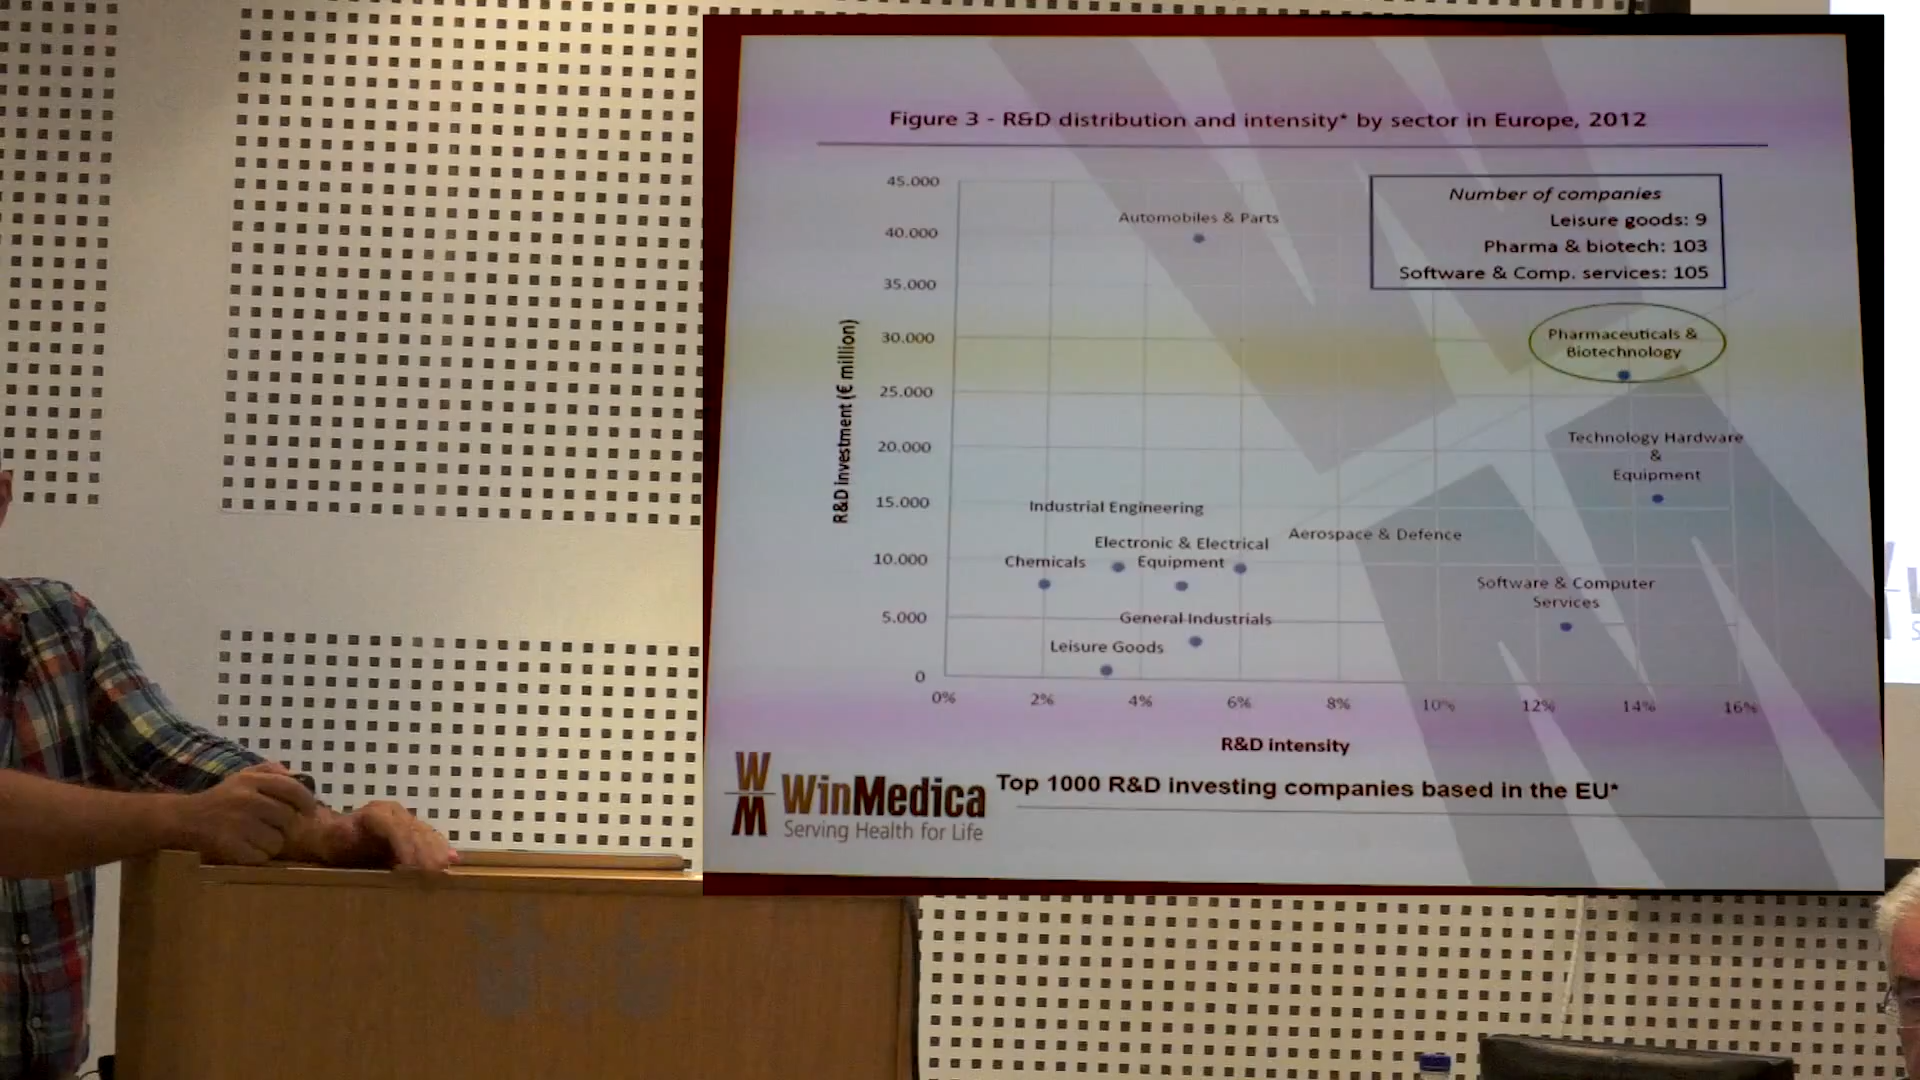 Figure 3 - R&D distribution and intensity* by sector in Europe, 2012
Number of companies
Leisure goods: 9
Pharma & biotech: 103
Software & Comp. services: 105
R&D investment (€ million)
45.000
40.000
35.000
30.000
25.000
20.000
15.000
10.000
5.000
0
Automobiles & Parts
Pharmaceuticals &
Biotechnology
Technology Hardware
&
Equipment
Industrial Engineering
Aerospace & Defence
Electronic & Electrical
Equipment
Chemicals
Software & Computer
Services
General Industrials
Leisure Goods
0% 2% 4% 6% 8% 10% 12% 14% 16%
R&D intensity
Top 1000 R&D investing companies based in the EU*
WM
WinMedica
Serving Health for Life